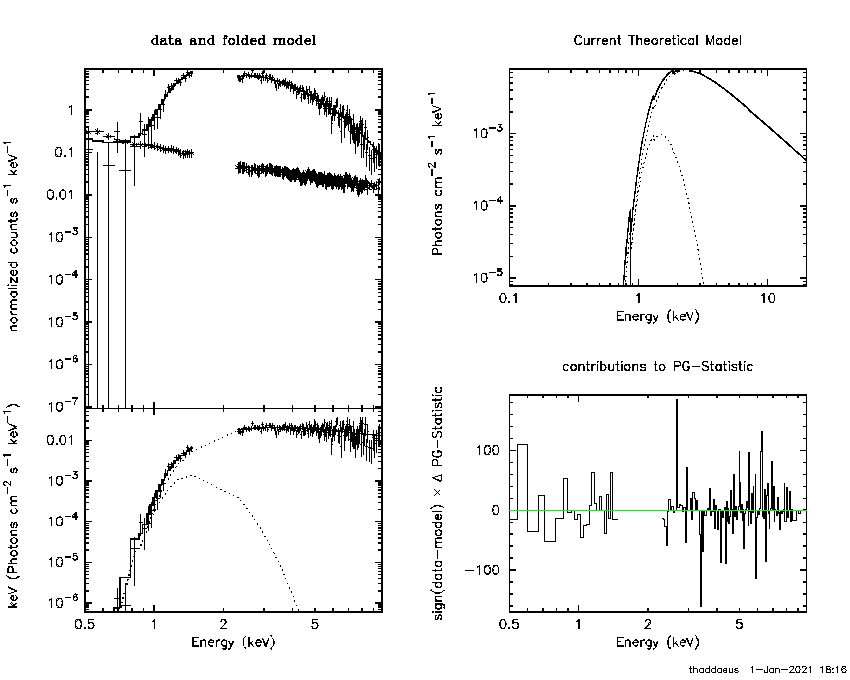 data and folded model
normalized counts s⁻¹ keV⁻¹
1
0.1
0.01
10⁻³
10⁻⁴
10⁻⁵
10⁻⁶
10⁻⁷
keV (Photons cm⁻² s⁻¹ keV⁻¹)
0.01
10⁻³
10⁻⁴
10⁻⁵
10⁻⁶
0.5 1 2 5
Energy (keV)
Current Theoretical Model
Photons cm⁻² s⁻¹ keV⁻¹
10⁻³
10⁻⁴
10⁻⁵
0.1 1 10
Energy (keV)
contributions to PG−Statistic
sign(data−model) × Δ PG−Statistic
100
0
−100
0.5 1 2 5
Energy (keV)
thaddaeus 1−Jan−2021 18:16